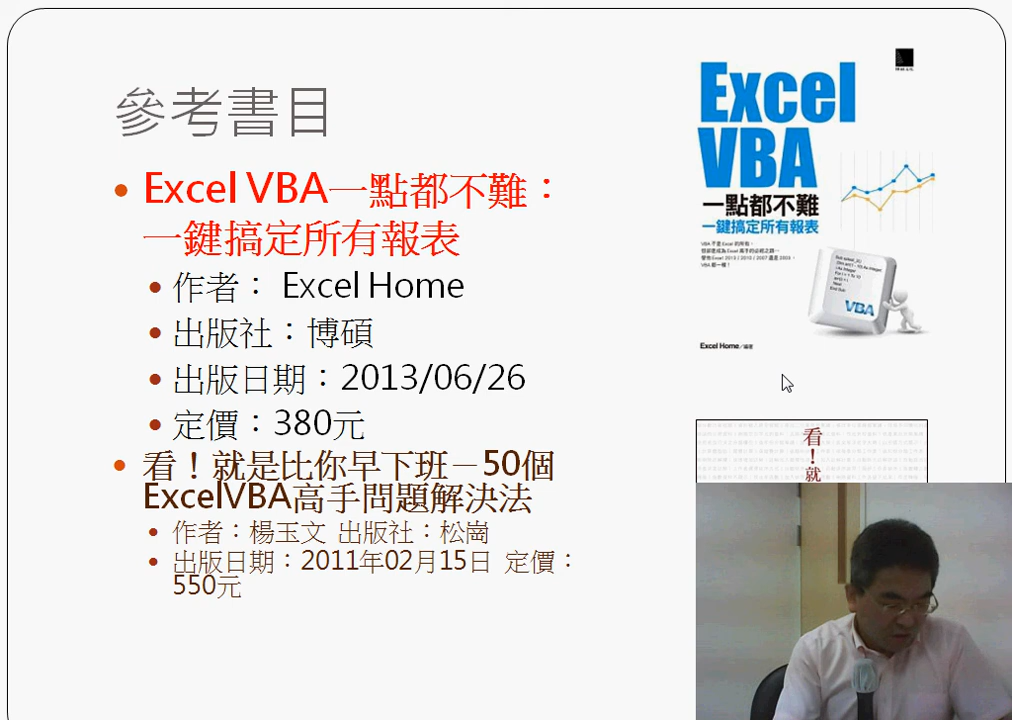 參考書目
Excel VBA一點都不難：
一鍵搞定所有報表
作者： Excel Home
出版社：博碩
出版日期：2013/06/26
定價：380元
看！就是比你早下班－50個
ExcelVBA高手問題解決法
作者：楊玉文 出版社：松崗
出版日期：2011年02月15日 定價：
550元
Excel
VBA
一點都不難
一鍵搞定所有報表
VBA
Excel Home／編著
看
！
就